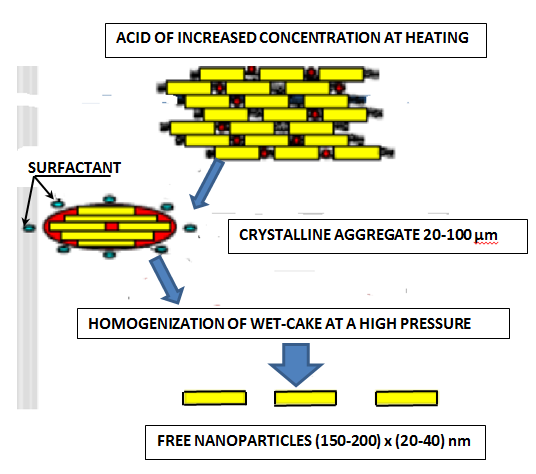 ACID OF INCREASED CONCENTRATION AT HEATING
SURFACTANT
CRYSTALLINE AGGREGATE 20-100 µm
HOMOGENIZATION OF WET-CAKE AT A HIGH PRESSURE
FREE NANOPARTICLES (150-200) x (20-40) nm